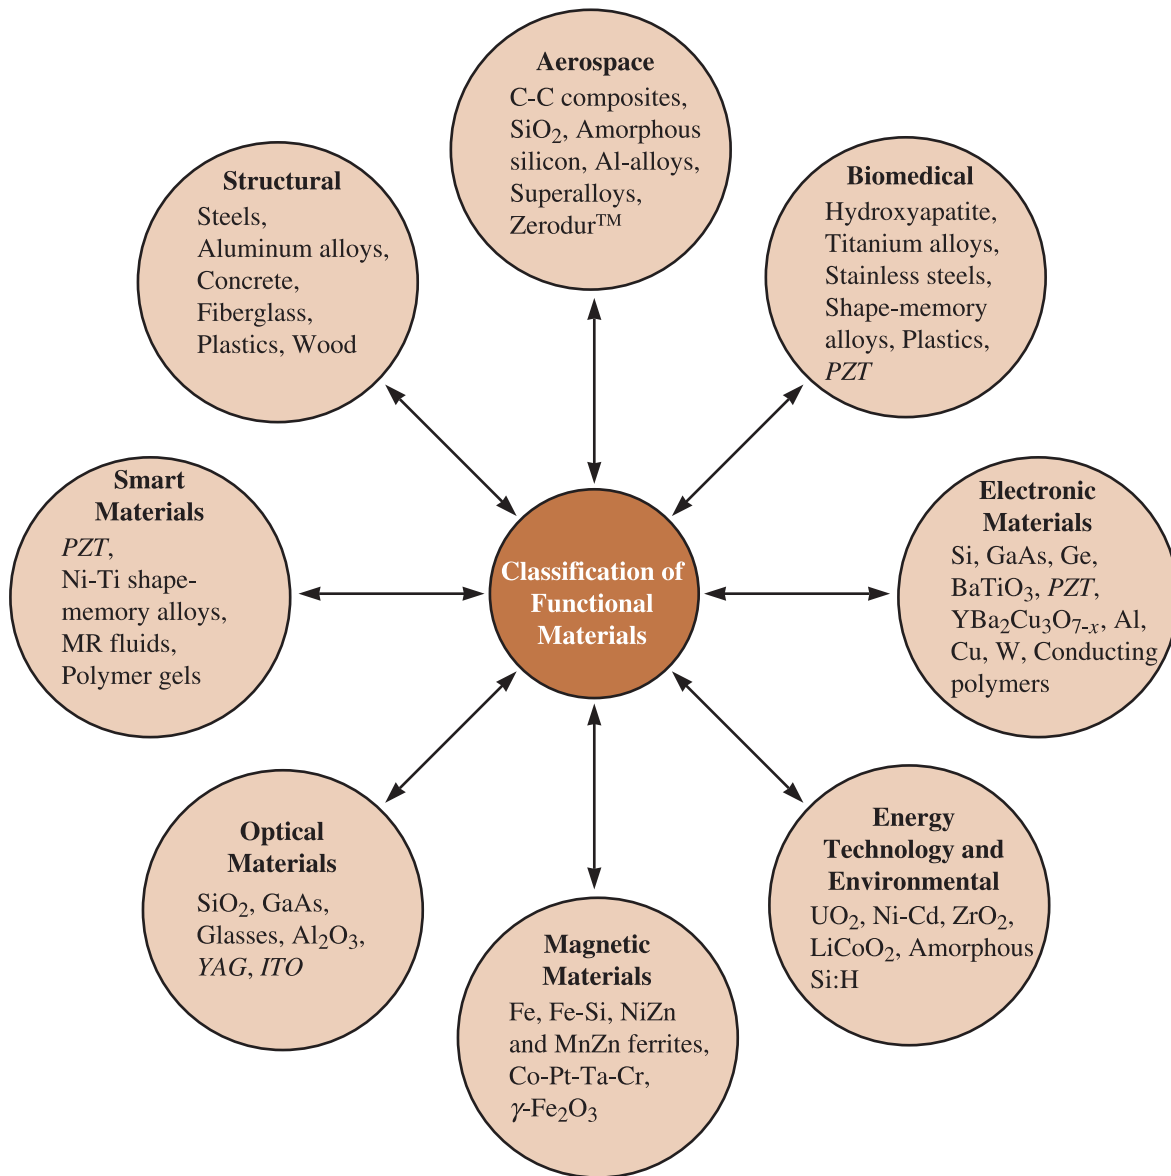 Aerospace
C-C composites,
SiO₂, Amorphous
silicon, Al-alloys,
Superalloys,
Zerodur™
Structural
Steels,
Aluminum alloys,
Concrete,
Fiberglass,
Plastics, Wood
Biomedical
Hydroxyapatite,
Titanium alloys,
Stainless steels,
Shape-memory
alloys, Plastics,
PZT
Smart
Materials
PZT,
Ni-Ti shape-
memory alloys,
MR fluids,
Polymer gels
Classification of
Functional
Materials
Electronic
Materials
Si, GaAs, Ge,
BaTiO₃, PZT,
YBa₂Cu₃O₇₋ₓ, Al,
Cu, W, Conducting
polymers
Optical
Materials
SiO₂, GaAs,
Glasses, Al₂O₃,
YAG, ITO
Magnetic
Materials
Fe, Fe-Si, NiZn
and MnZn ferrites,
Co-Pt-Ta-Cr,
γ-Fe₂O₃
Energy
Technology and
Environmental
UO₂, Ni-Cd, ZrO₂,
LiCoO₂, Amorphous
Si:H